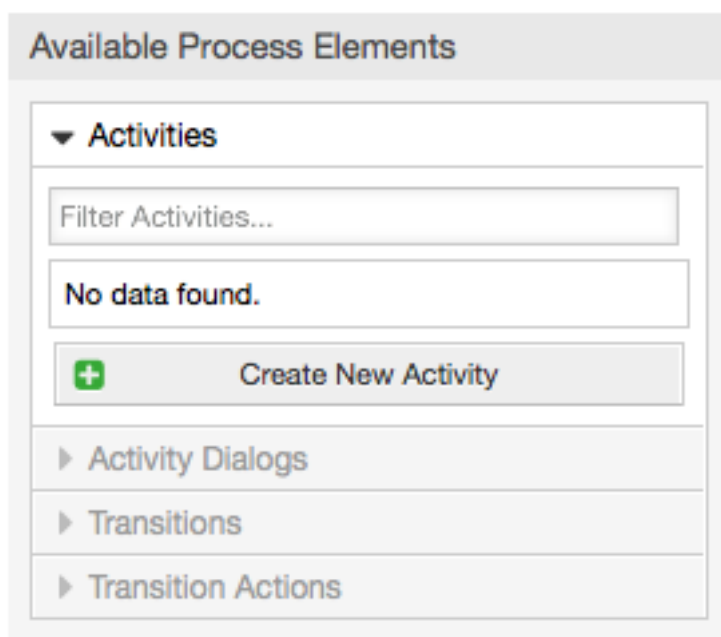 Available Process Elements
Activities
Filter Activities...
No data found.
Create New Activity
Activity Dialogs
Transitions
Transition Actions